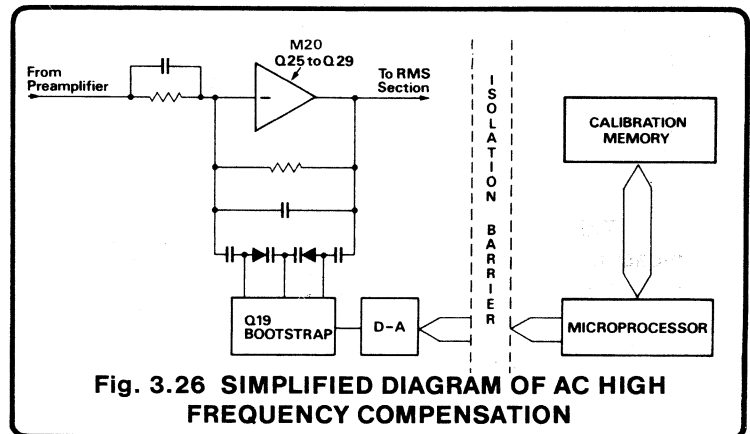 M20
Q25 to Q29
From
Preamplifier
To RMS
Section
−
ISOLATION BARRIER
CALIBRATION
MEMORY
Q19
BOOTSTRAP
D-A
MICROPROCESSOR
Fig. 3.26 SIMPLIFIED DIAGRAM OF AC HIGH
FREQUENCY COMPENSATION